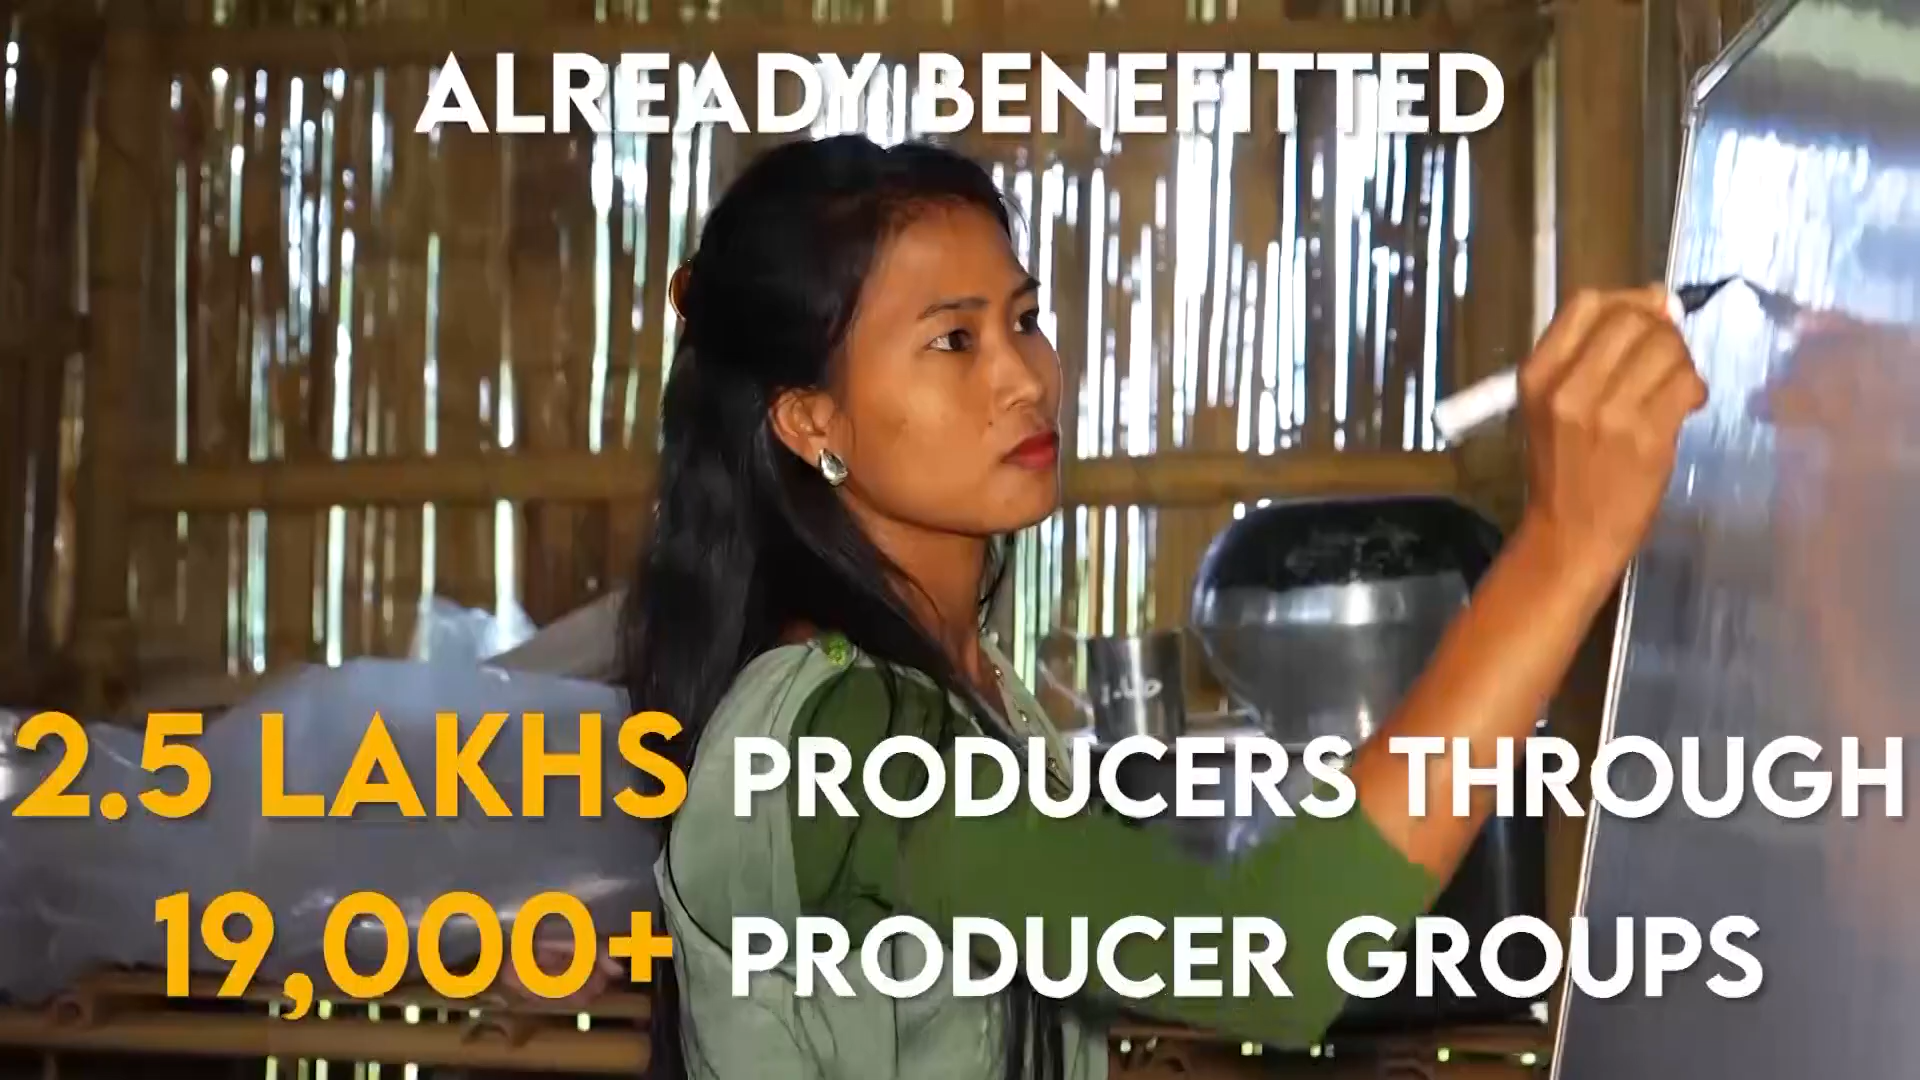 ALREADY BENEFITTED
2.5 LAKHS PRODUCERS THROUGH
19,000+ PRODUCER GROUPS